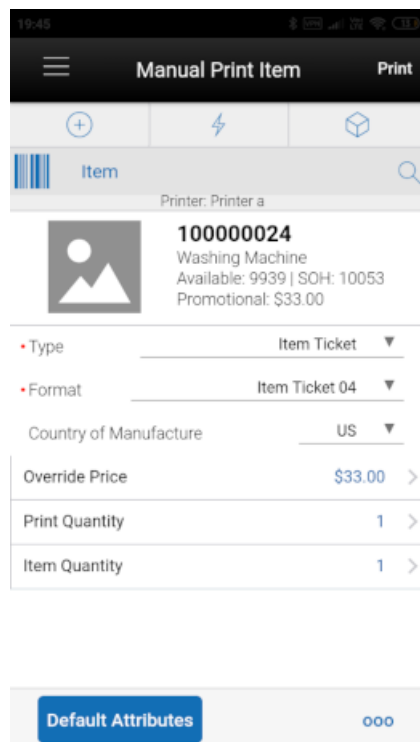 19:45
Manual Print Item
Print
Item
Printer: Printer a
100000024
Washing Machine
Available: 9939 | SOH: 10053
Promotional: $33.00
• Type Item Ticket
• Format Item Ticket 04
Country of Manufacture US
Override Price $33.00
Print Quantity 1
Item Quantity 1
Default Attributes
ooo